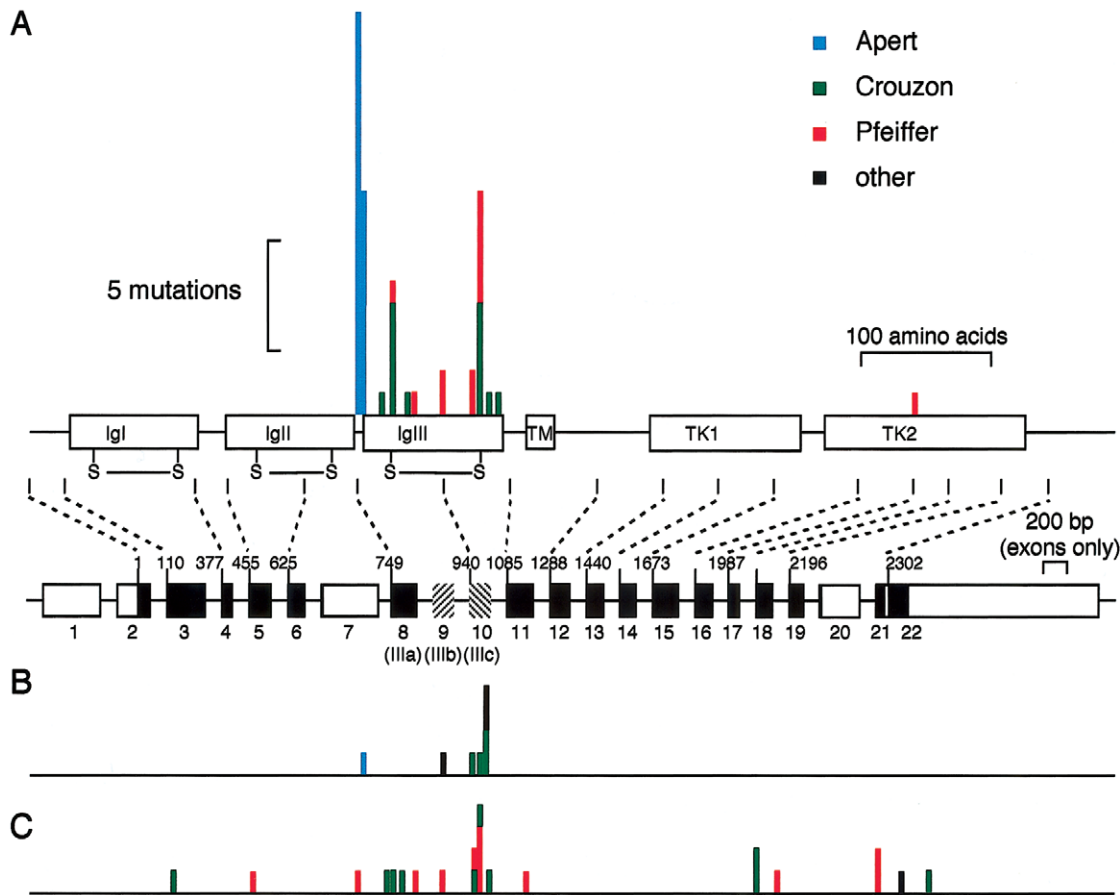 A
Apert
Crouzon
Pfeiffer
other
5 mutations
100 amino acids
IgI
IgII
IgIII
TM
TK1
TK2
S S S S S S
200 bp
(exons only)
1 110 377 455 625 749 940 1085 1288 1440 1673 1987 2196 2302
1 2 3 4 5 6 7 8 9 10 11 12 13 14 15 16 17 18 19 20 21 22
(IIIa) (IIIb) (IIIc)
B
C